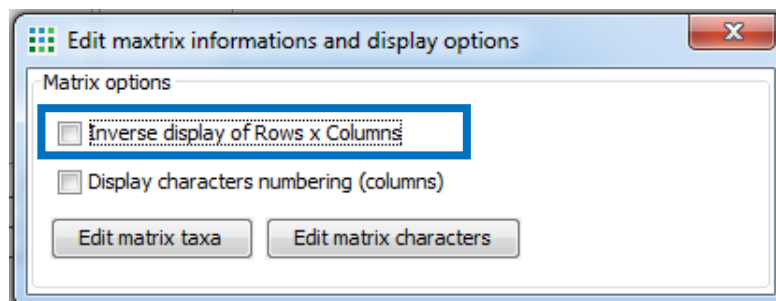 Edit maxtrix informations and display options
Matrix options
Inverse display of Rows x Columns
Display characters numbering (columns)
Edit matrix taxa Edit matrix characters